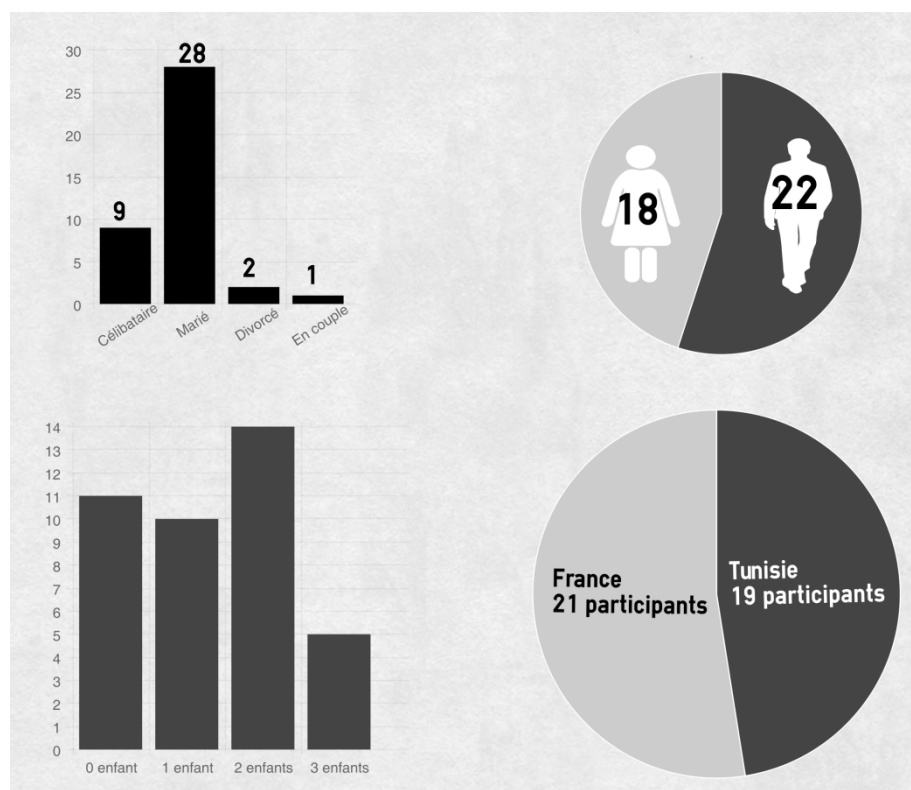 30
25
20
15
10
5
0
9
28
2
1
Célibataire
Marié
Divorcé
En couple
18
22
14
13
12
11
10
9
8
7
6
5
4
3
2
1
0
0 enfant
1 enfant
2 enfants
3 enfants
France
21 participants
Tunisie
19 participants